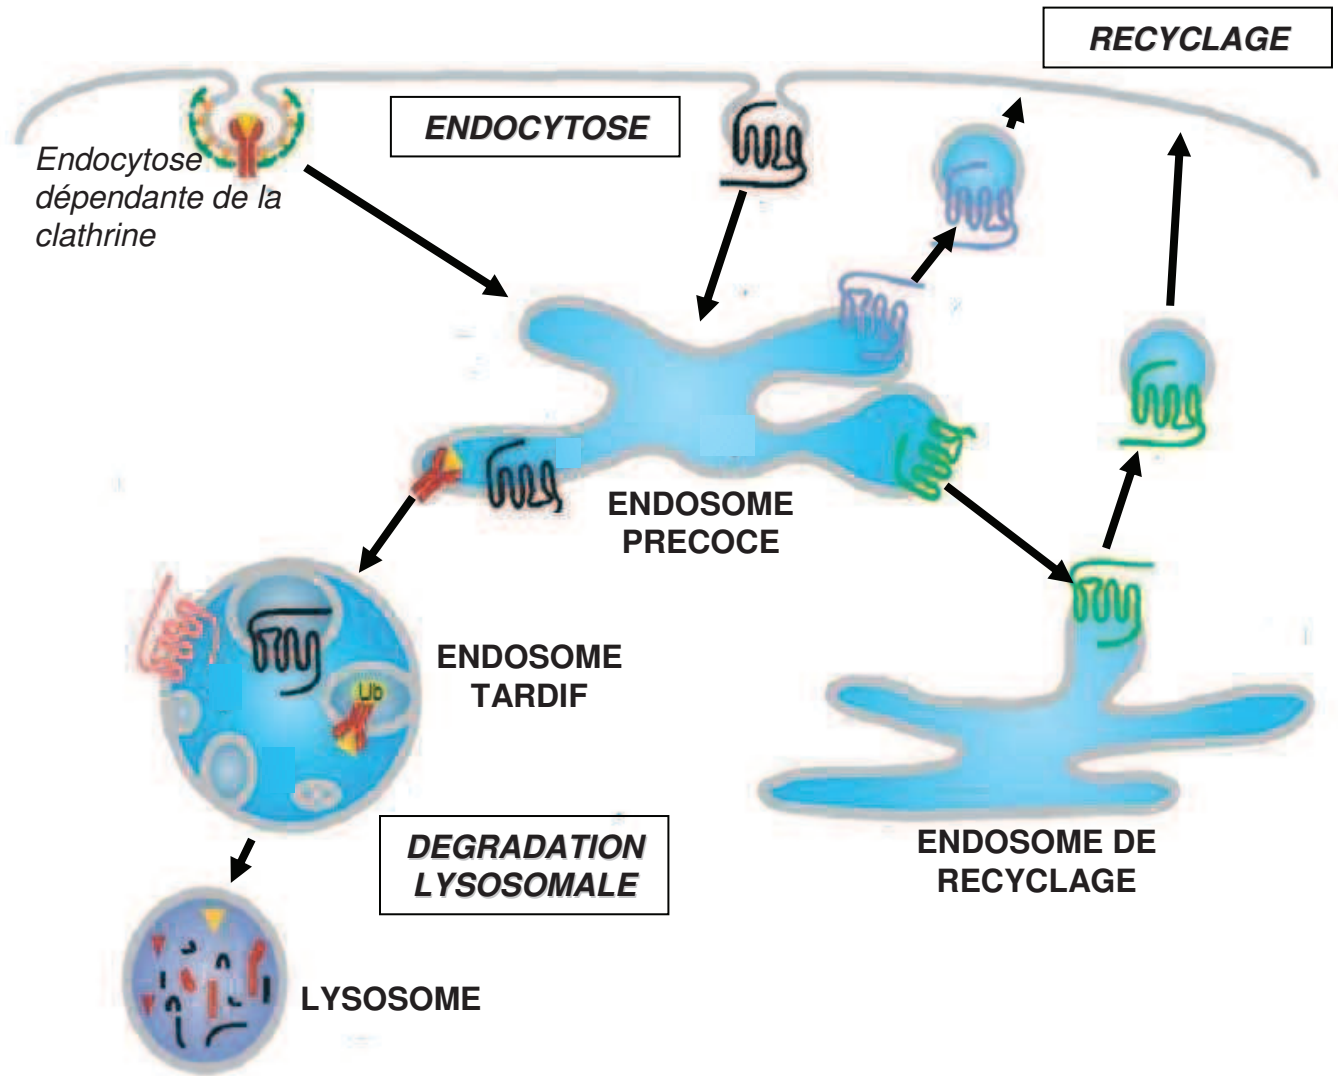 RECYCLAGE
ENDOCYTOSE
Endocytose
dépendante de la
clathrine
ENDOSOME
PRECOCE
ENDOSOME
TARDIF
Ub
DEGRADATION
LYSOSOMALE
ENDOSOME DE
RECYCLAGE
LYSOSOME